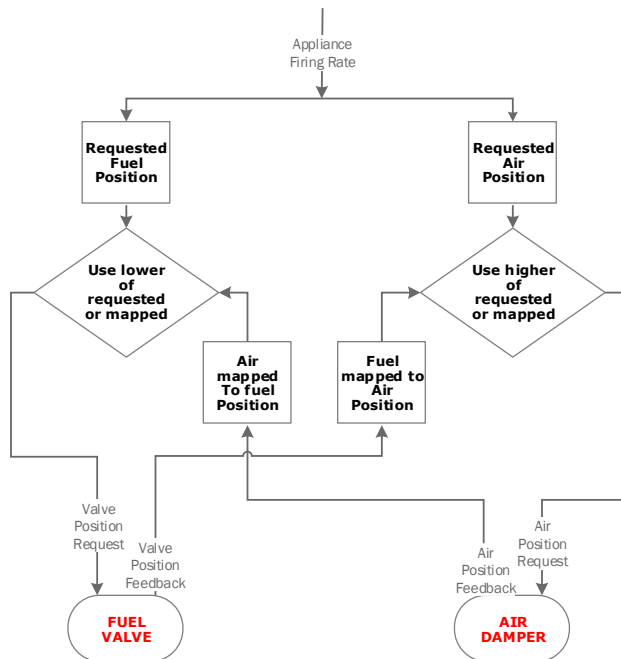 Appliance
Firing Rate
Requested
Fuel
Position
Requested
Air
Position
Use lower
of
requested
or mapped
Use higher
of
requested
or mapped
Air
mapped
To fuel
Position
Fuel
mapped to
Air
Position
Valve
Position
Request
Valve
Position
Feedback
Air
Position
Feedback
Air
Position
Request
FUEL
VALVE
AIR
DAMPER